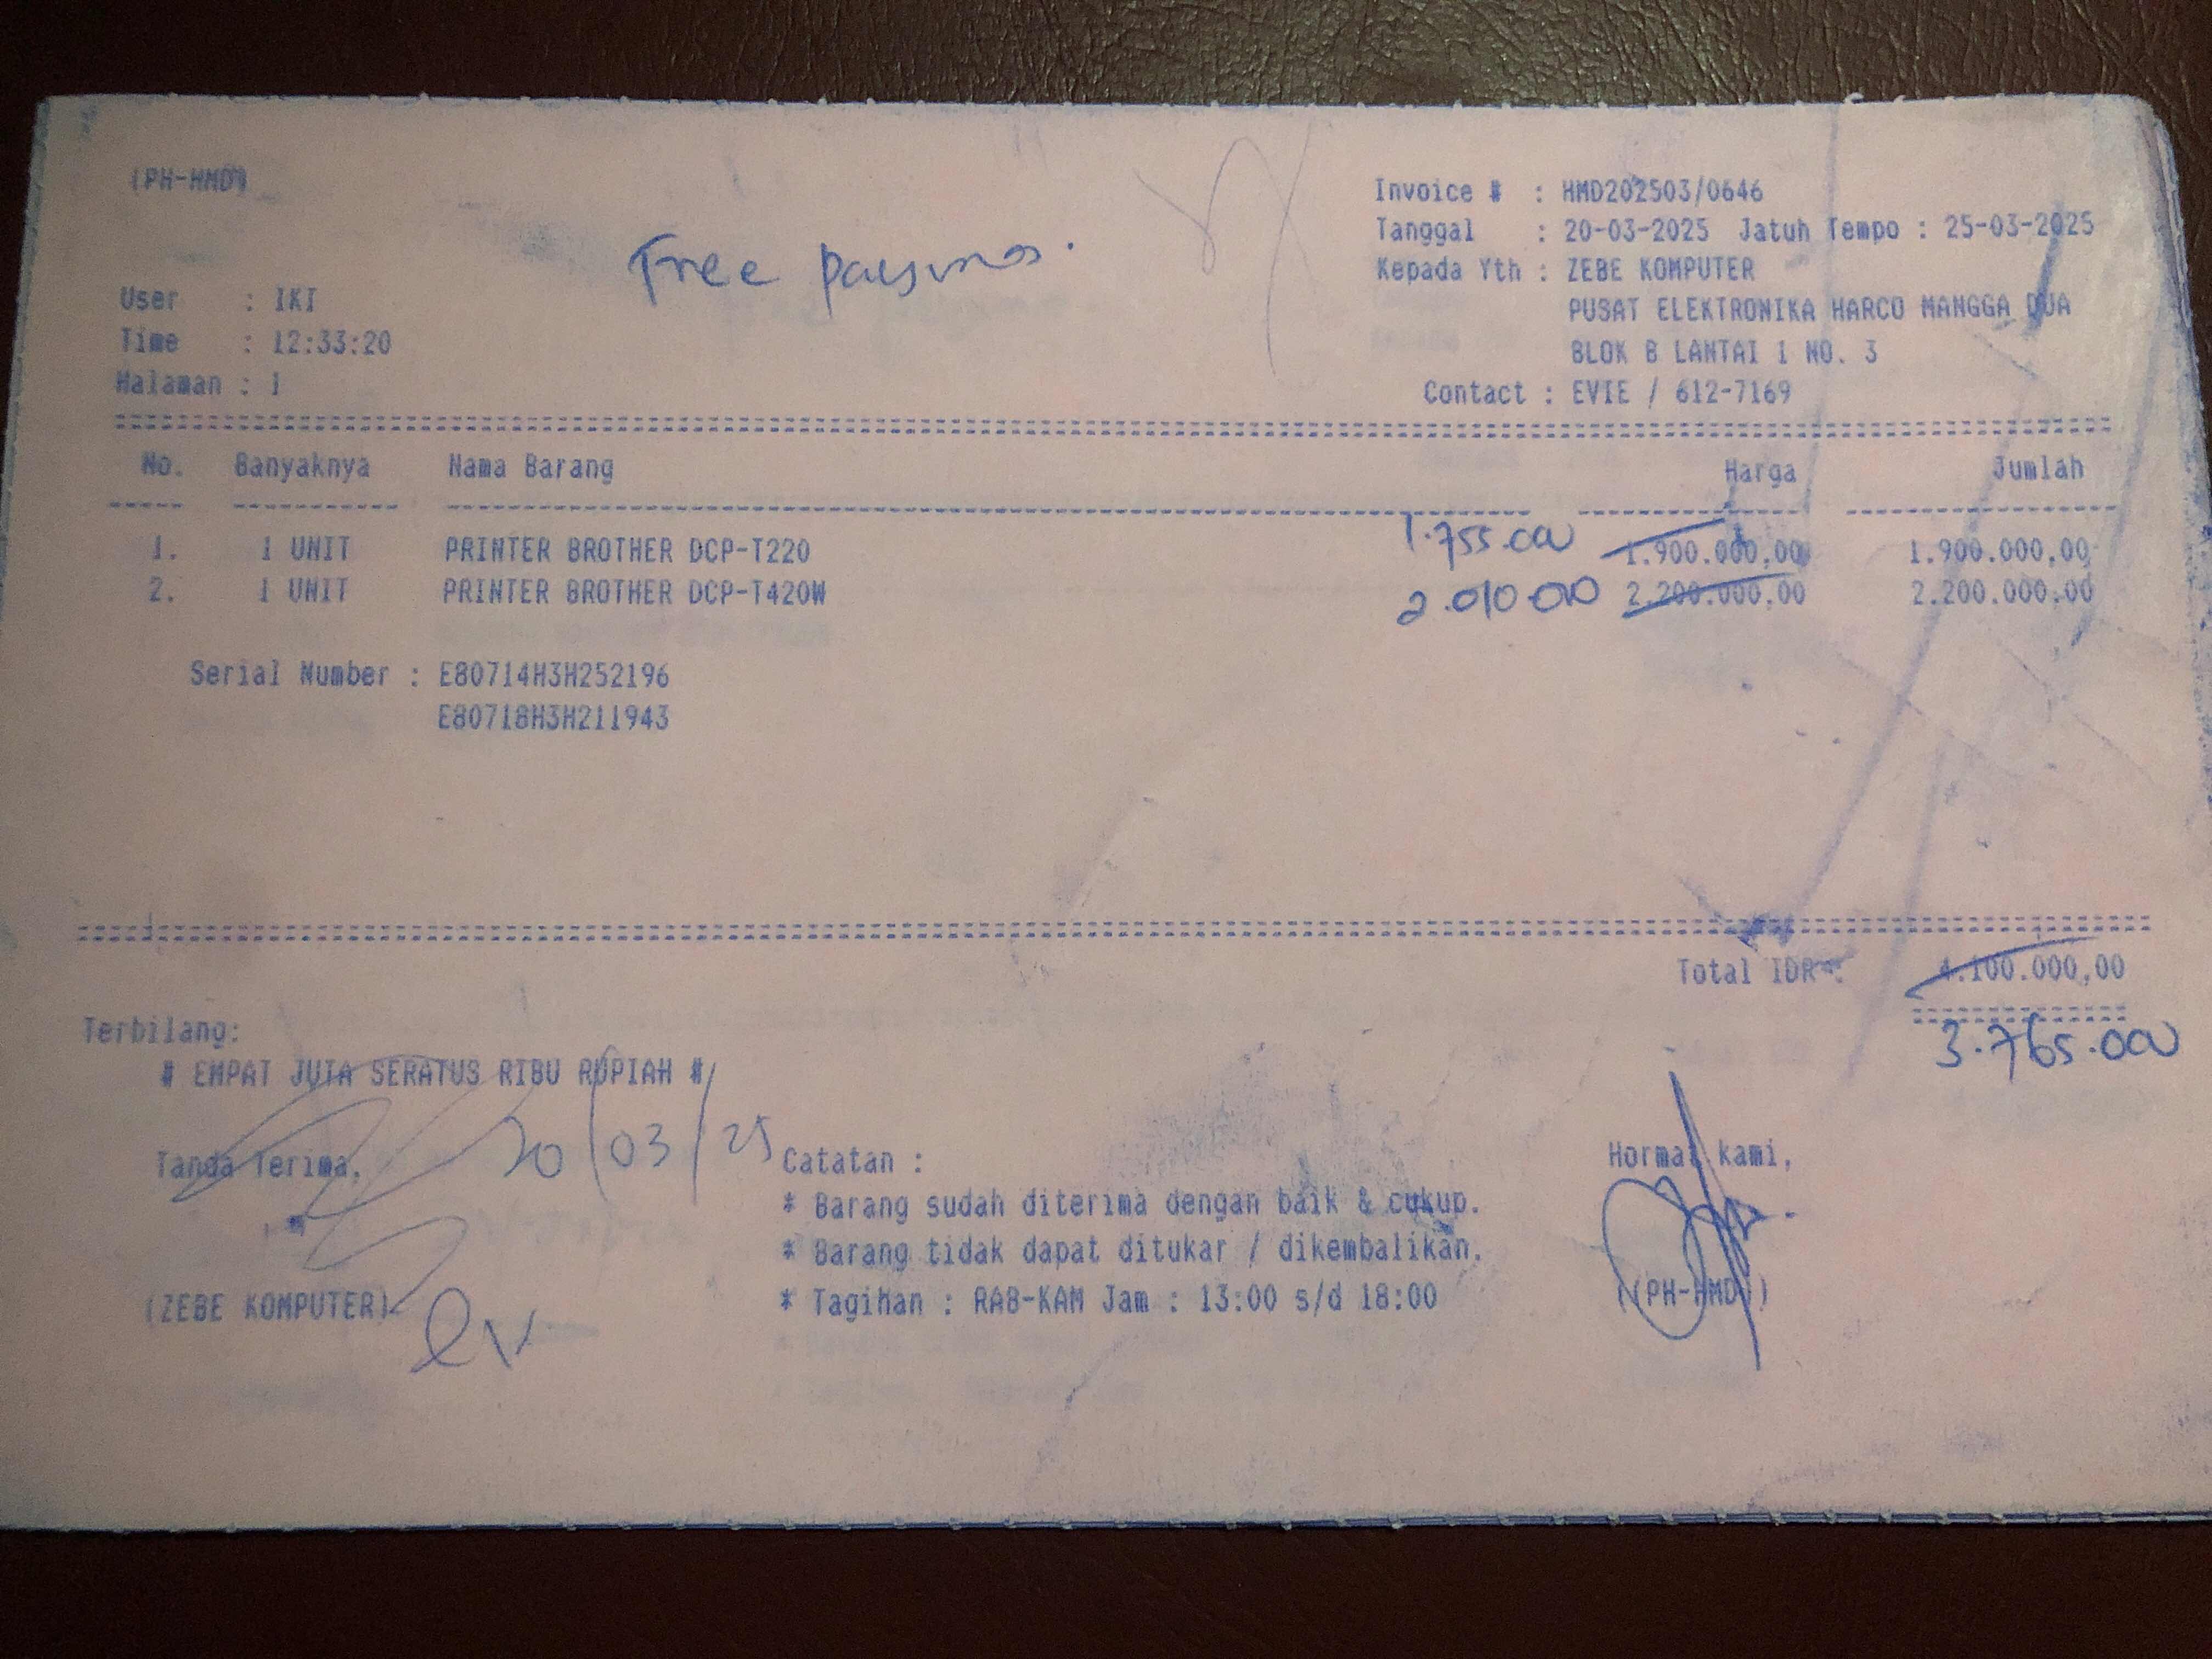 (PH-HMD)
Invoice # : HMD202503/0646
Tanggal : 20-03-2025 Jatuh Tempo : 25-03-2025
Free
Kepada Yth : ZEBE KOMPUTER
User : IKI
PUSAT ELEKTRONIKA HARCO MANGGA DUA
Time : 12:33:20
BLOK B LANTAI 1 NO. 3
Halaman : 1
Contact : EVIE / 612-7169
No. Banyaknya Nama Barang Harga Jumlah
1. 1 UNIT PRINTER BROTHER DCP-T220 1.755.000 1.900.000,00 1.900.000,00
2. 1 UNIT PRINTER BROTHER DCP-T420W 2.010.000 2.200.000,00 2.200.000,00
Serial Number : E80714H3H252196
E80718H3H211943
Total IDR : 4.100.000,00
3.765.000
Terbilang:
# EMPAT JUTA SERATUS RIBU RUPIAH #
20/03/25
Tanda Terima,
Catatan :
Hormat kami,
* Barang sudah diterima dengan baik & cukup.
* Barang tidak dapat ditukar / dikembalikan.
* Tagihan : RAB-KAM Jam : 13:00 s/d 18:00
(ZEBE KOMPUTER)
(PH-HMD)